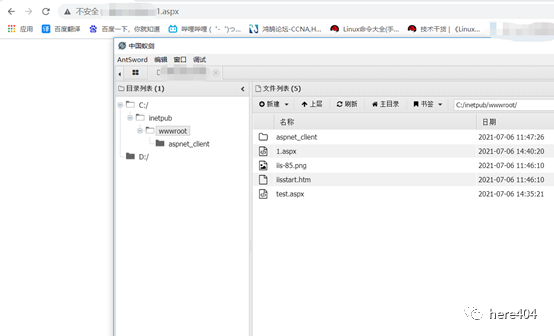 不安全
1.aspx
应用 百度翻译 百度一下，你就知道 哔哩哔哩 (゜-゜)つ... 鸿鹄论坛-CCNA,H... Linux命令大全(手... 技术干货 | 《Linux...
中国蚁剑
AntSword 编辑 窗口 调试
目录列表 (1)
C:/
inetpub
wwwroot
aspnet_client
D:/
文件列表 (5)
新建 上层 刷新 主目录 书签 C:/inetpub/wwwroot/
名称 日期
aspnet_client 2021-07-06 11:47:26
1.aspx 2021-07-06 14:40:20
iis-85.png 2021-07-06 11:46:10
iisstart.htm 2021-07-06 11:46:10
test.aspx 2021-07-06 14:35:21
here404